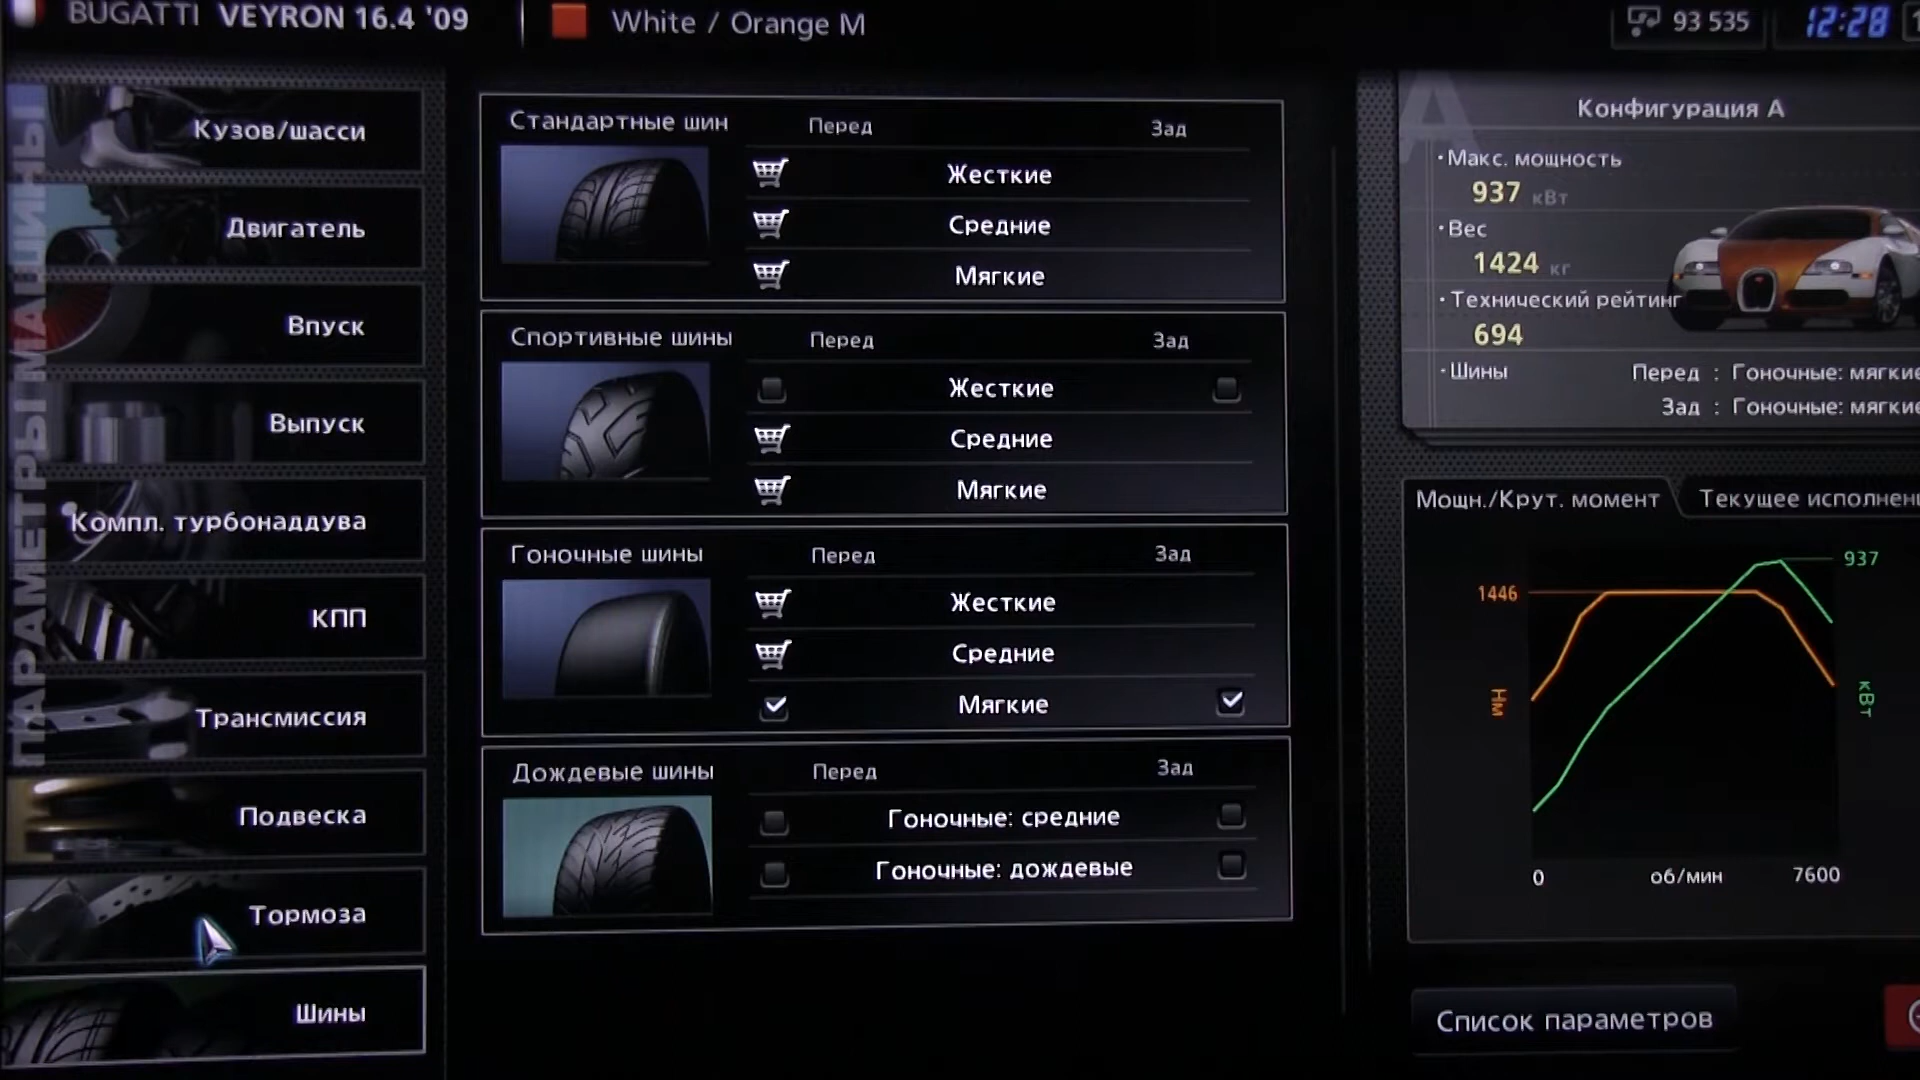 BUGATTI VEYRON 16.4 '09
White / Orange M
93 535
12:28
ПАРАМЕТРЫ МАШИНЫ
Кузов/шасси
Двигатель
Впуск
Выпуск
Компл. турбонаддува
КПП
Трансмиссия
Подвеска
Тормоза
Шины
Стандартные шин
Перед
Зад
Жесткие
Средние
Мягкие
Спортивные шины
Перед
Зад
Жесткие
Средние
Мягкие
Гоночные шины
Перед
Зад
Жесткие
Средние
Мягкие
Дождевые шины
Перед
Зад
Гоночные: средние
Гоночные: дождевые
A
Конфигурация A
· Макс. мощность
937 кВт
· Вес
1424 кг
· Технический рейтинг
694
· Шины
Перед : Гоночные: мягкие
Зад : Гоночные: мягкие
Мощн./Крут. момент
Текущее исполнен
937
1446
Нм
кВт
0
об/мин
7600
Список параметров